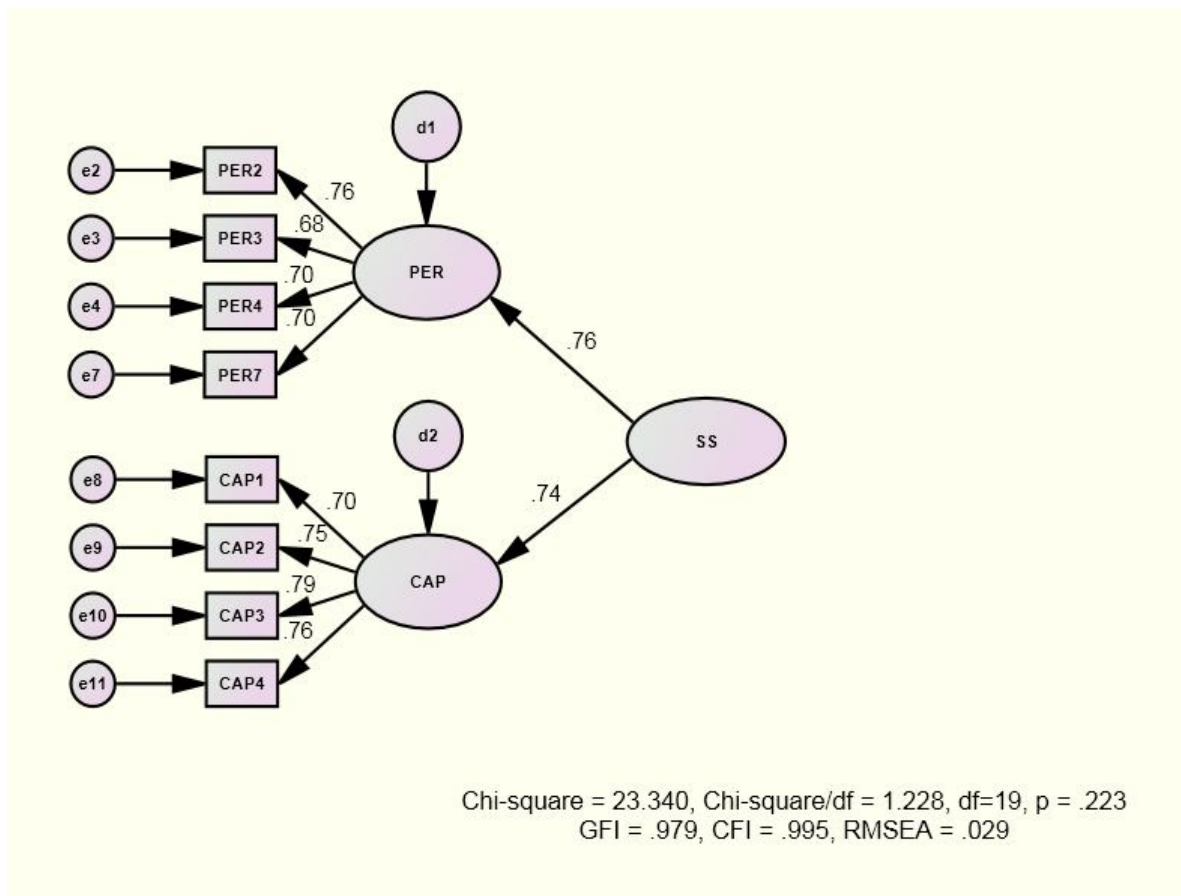 d1
e2
PER2
.76
e3
PER3
.68
PER
e4
PER4
.70
e7
PER7
.70
.76
SS
d2
.74
e8
CAP1
.70
e9
CAP2
.75
CAP
e10
CAP3
.79
e11
CAP4
.76
Chi-square = 23.340, Chi-square/df = 1.228, df=19, p = .223
GFI = .979, CFI = .995, RMSEA = .029